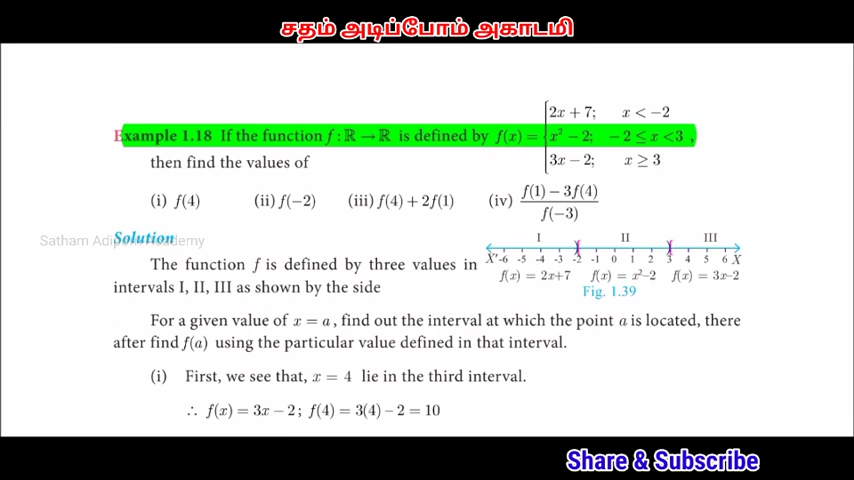 சதம் அடிப்போம் அகாடமி
Example 1.18 If the function f : ℝ → ℝ is defined by f(x) = { 2x + 7; x < −2
x² − 2; −2 ≤ x < 3 ,
3x − 2; x ≥ 3
then find the values of
(i) f(4) (ii) f(−2) (iii) f(4) + 2f(1) (iv) f(1) − 3f(4) / f(−3)
Satham Adippom Academy
Solution
I II III
X′ -6 -5 -4 -3 -2 -1 0 1 2 3 4 5 6 X
f(x) = 2x+7 f(x) = x²−2 f(x) = 3x−2
Fig. 1.39
The function f is defined by three values in
intervals I, II, III as shown by the side
For a given value of x = a, find out the interval at which the point a is located, there
after find f(a) using the particular value defined in that interval.
(i) First, we see that, x = 4 lie in the third interval.
∴ f(x) = 3x − 2; f(4) = 3(4) − 2 = 10
Share & Subscribe